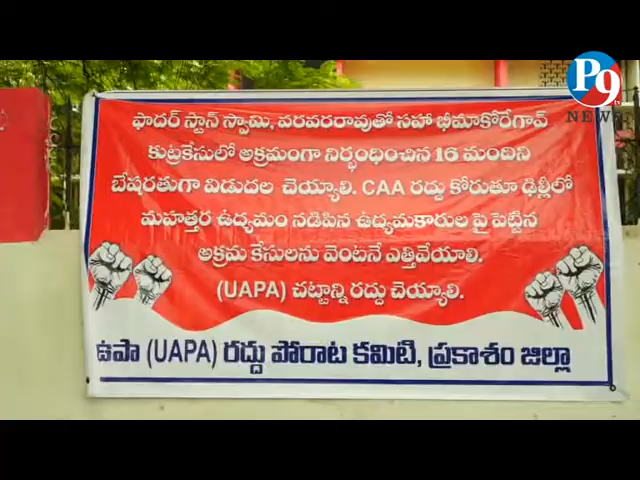 P9
NEWS
ఫాదర్ స్టాన్ స్వామి, వరవరరావుతో సహా భీమాకోరేగావ్
కుట్రకేసులో అక్రమంగా నిర్భంధించిన 16 మందిని
బేషరతుగా విడుదల చెయ్యాలి. CAA రద్దు కోరుతూ ఢిల్లీలో
మహత్తర ఉద్యమం నడిపిన ఉద్యమకారుల పై పెట్టిన
అక్రమ కేసులను వెంటనే ఎత్తివేయాలి.
(UAPA) చట్టాన్ని రద్దు చెయ్యాలి.
ఉపా (UAPA) రద్దు పోరాట కమిటీ, ప్రకాశం జిల్లా